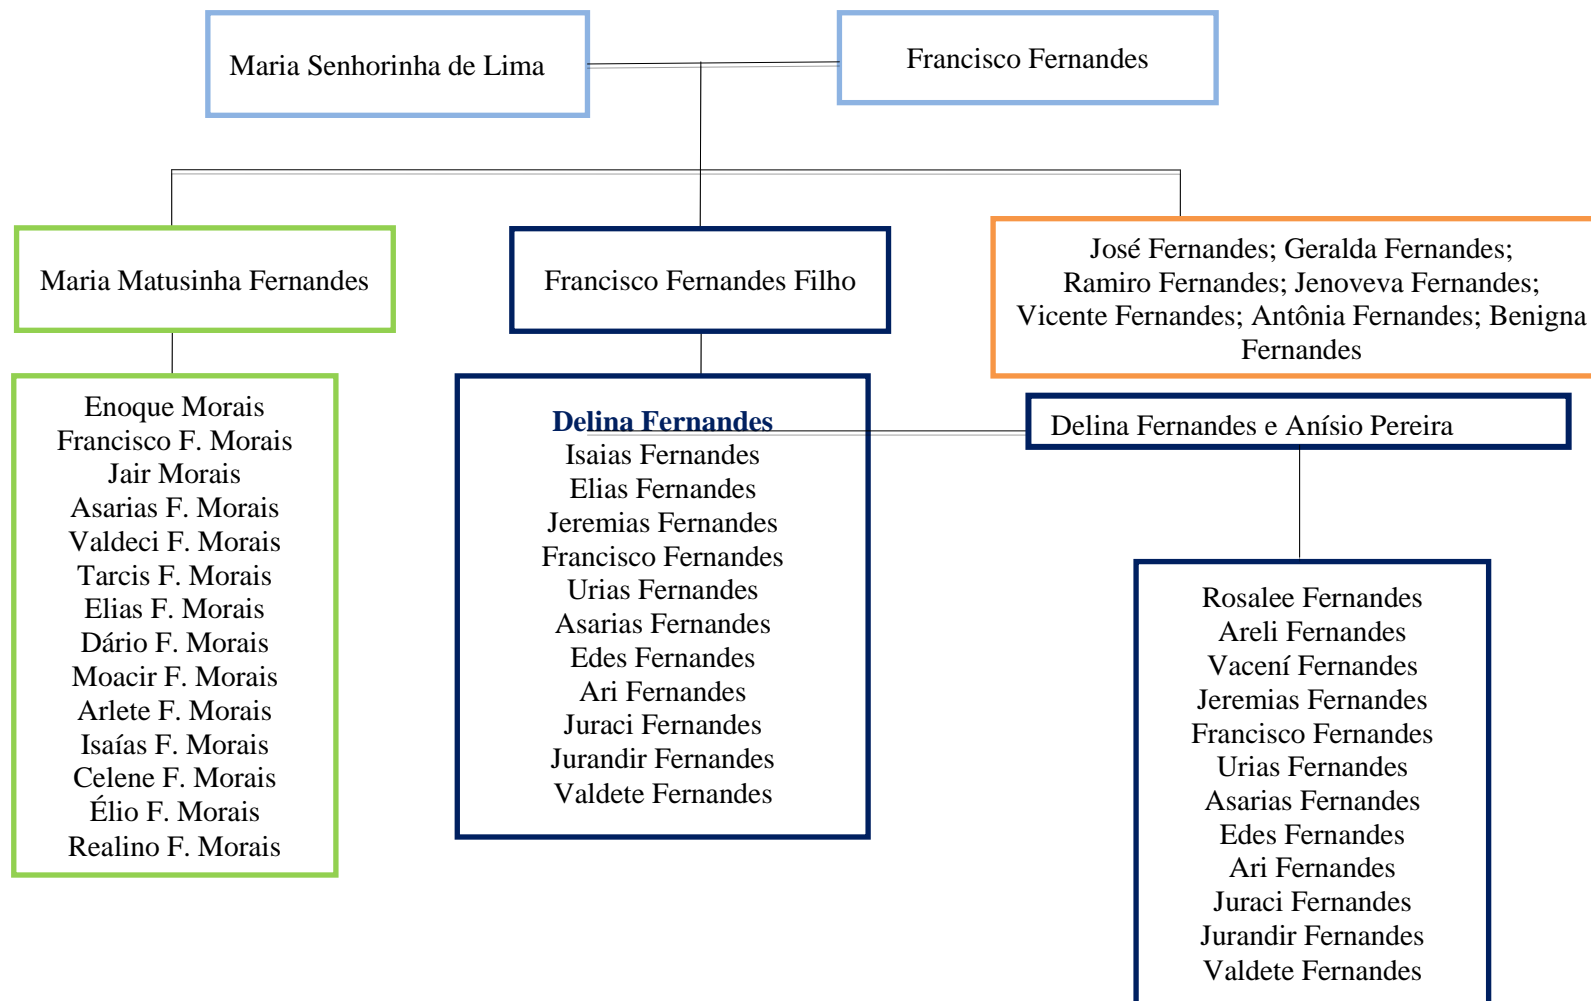 Maria Senhorinha de Lima
Francisco Fernandes
Maria Matusinha Fernandes
Francisco Fernandes Filho
José Fernandes; Geralda Fernandes;
Ramiro Fernandes; Jenoveva Fernandes;
Vicente Fernandes; Antônia Fernandes; Benigna
Fernandes
Enoque Morais
Francisco F. Morais
Jair Morais
Asarias F. Morais
Valdeci F. Morais
Tarcis F. Morais
Elias F. Morais
Dário F. Morais
Moacir F. Morais
Arlete F. Morais
Isaías F. Morais
Celene F. Morais
Élio F. Morais
Realino F. Morais
Delina Fernandes
Isaias Fernandes
Elias Fernandes
Jeremias Fernandes
Francisco Fernandes
Urias Fernandes
Asarias Fernandes
Edes Fernandes
Ari Fernandes
Juraci Fernandes
Jurandir Fernandes
Valdete Fernandes
Delina Fernandes e Anísio Pereira
Rosalee Fernandes
Areli Fernandes
Vacení Fernandes
Jeremias Fernandes
Francisco Fernandes
Urias Fernandes
Asarias Fernandes
Edes Fernandes
Ari Fernandes
Juraci Fernandes
Jurandir Fernandes
Valdete Fernandes